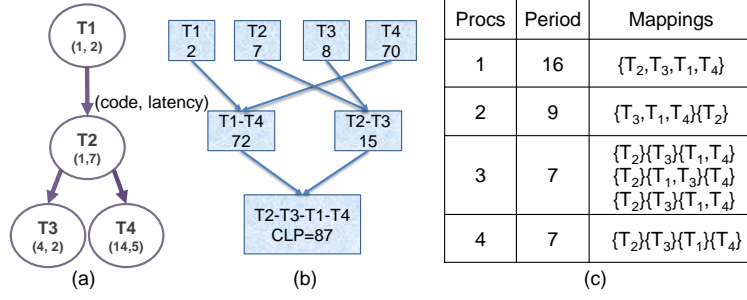 T1
(1, 2)
(code, latency)
T2
(1,7)
T3
(4, 2)
T4
(14,5)
(a)
T1
2
T2
7
T3
8
T4
70
T1-T4
72
T2-T3
15
T2-T3-T1-T4
CLP=87
(b)
Procs Period Mappings
1 16 {T₂,T₃,T₁,T₄}
2 9 {T₃,T₁,T₄}{T₂}
3 7 {T₂}{T₃}{T₁,T₄}
{T₂}{T₁,T₃}{T₄}
{T₂}{T₃}{T₁,T₄}
4 7 {T₂}{T₃}{T₁}{T₄}
(c)